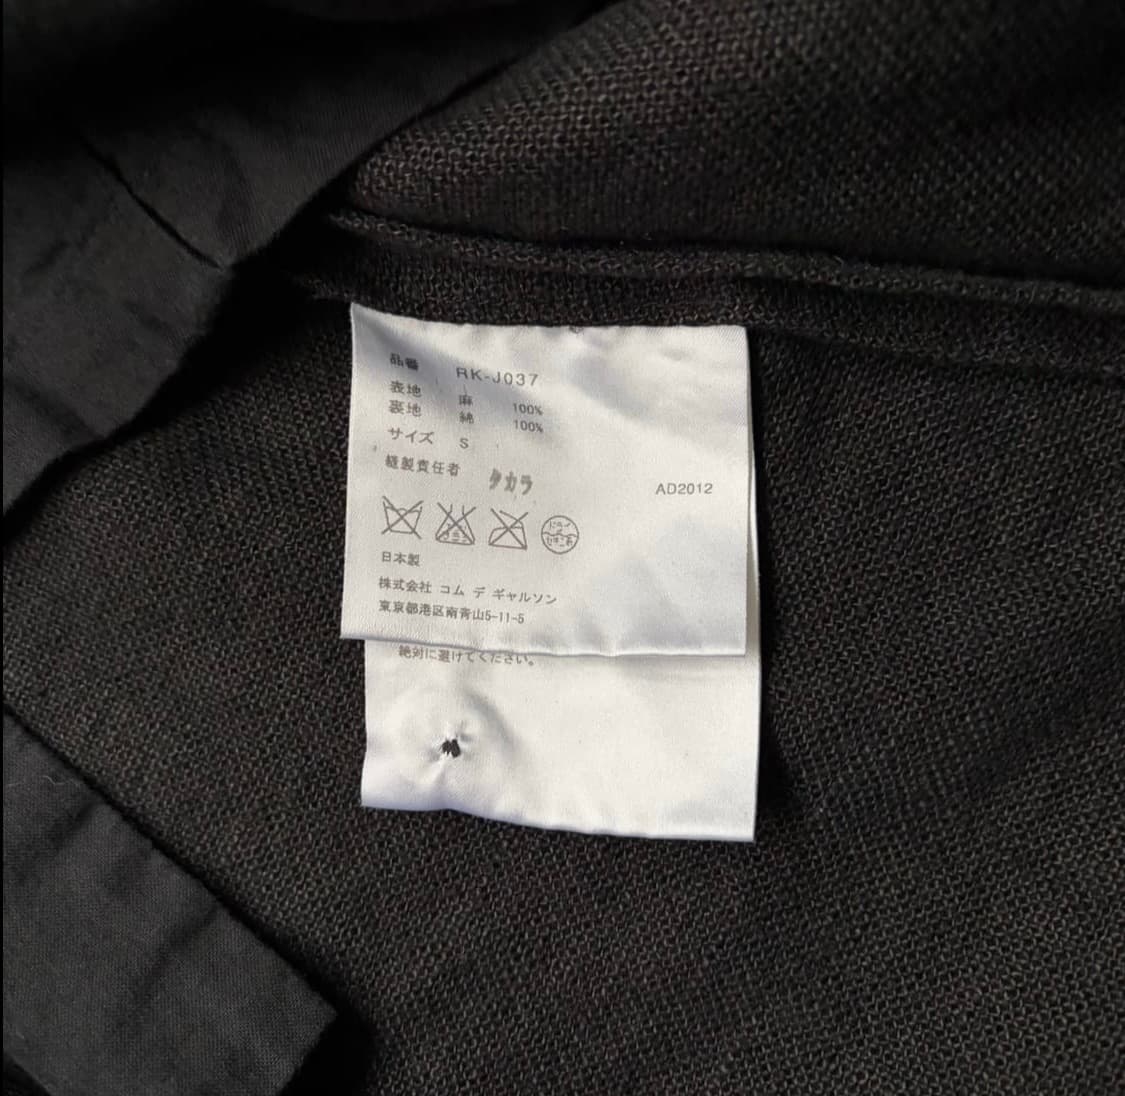 品番 RK-J037
表地 麻 100%
裏地 綿 100%
サイズ S
縫製責任者 タカラ
AD2012
日本製
株式会社 コム デ ギャルソン
東京都港区南青山5-11-5
絶対に避けてください。